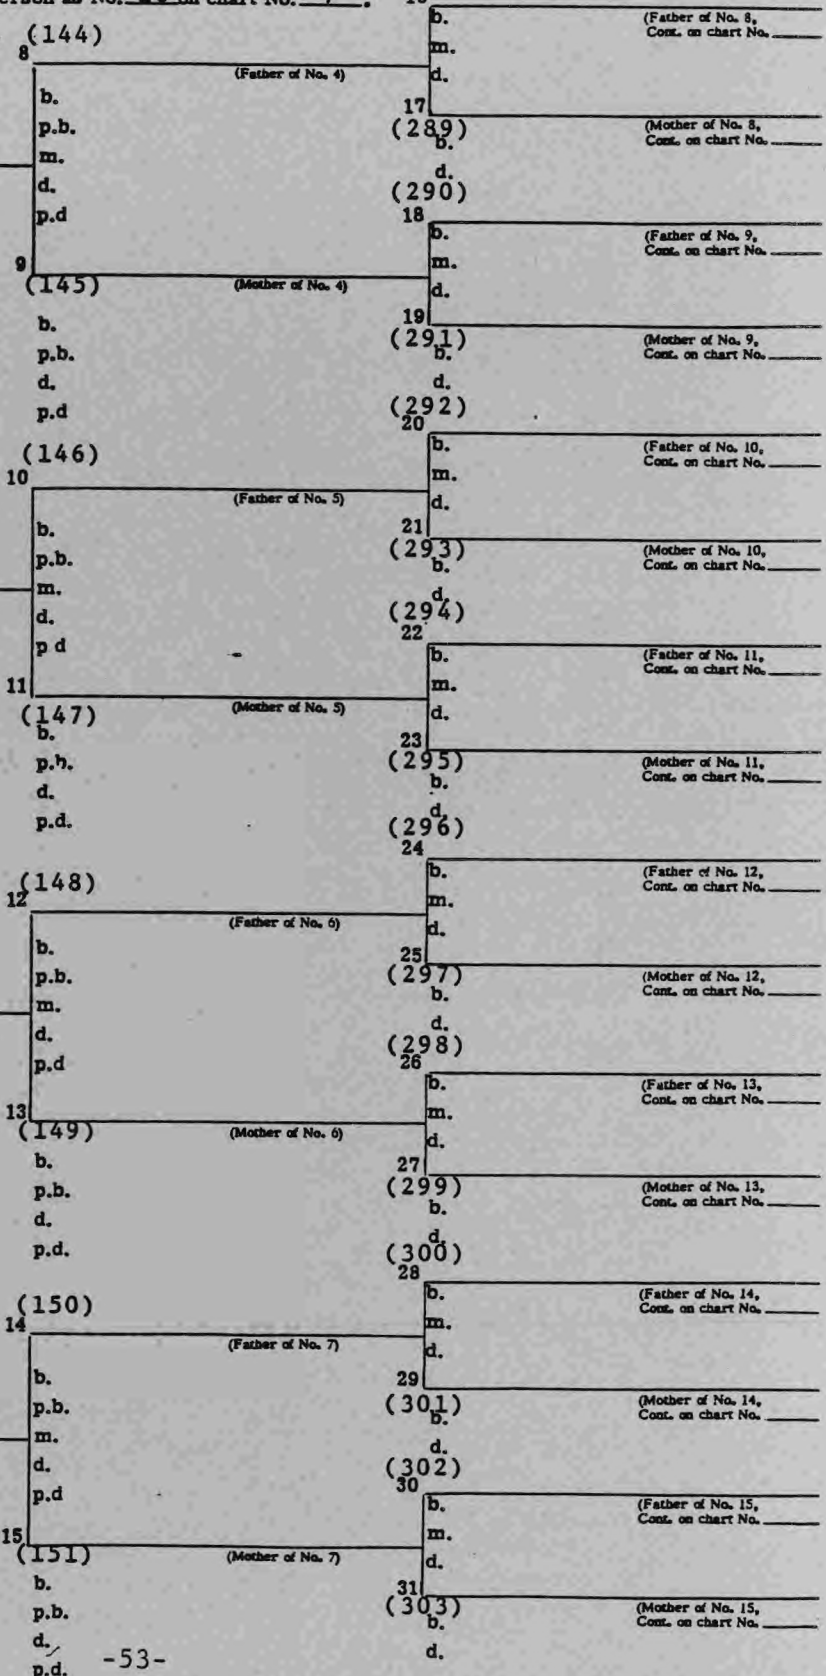 on chart No.
(144)
8
(Father of No. 4)
b.
p.b.
m.
d.
p.d
9
(145)
(Mother of No. 4)
b.
p.b.
d.
p.d
(146)
10
(Father of No. 5)
b.
p.b.
m.
d.
p d
11
(147)
(Mother of No. 5)
b.
p.b.
d.
p.d.
(148)
12
(Father of No. 6)
b.
p.b.
m.
d.
p.d
13
(149)
(Mother of No. 6)
b.
p.b.
d.
p.d.
(150)
14
(Father of No. 7)
b.
p.b.
m.
d.
p.d
15
(151)
(Mother of No. 7)
b.
p.b.
d.
p.d.
-53-
b.
m.
d.
(Father of No. 8,
Cont. on chart No.
17
(289)
b.
d.
(Mother of No. 8,
Cont. on chart No.
(290)
18
b.
m.
d.
(Father of No. 9,
Cont. on chart No.
19
(291)
b.
d.
(Mother of No. 9,
Cont. on chart No.
(292)
20
b.
m.
d.
(Father of No. 10,
Cont. on chart No.
21
(293)
b.
d.
(Mother of No. 10,
Cont. on chart No.
(294)
22
b.
m.
d.
(Father of No. 11,
Cont. on chart No.
23
(295)
b.
d.
(Mother of No. 11,
Cont. on chart No.
(296)
24
b.
m.
d.
(Father of No. 12,
Cont. on chart No.
25
(297)
b.
d.
(Mother of No. 12,
Cont. on chart No.
(298)
26
b.
m.
d.
(Father of No. 13,
Cont. on chart No.
27
(299)
b.
d.
(Mother of No. 13,
Cont. on chart No.
(300)
28
b.
m.
d.
(Father of No. 14,
Cont. on chart No.
29
(301)
b.
d.
(Mother of No. 14,
Cont. on chart No.
(302)
30
b.
m.
d.
(Father of No. 15,
Cont. on chart No.
31
(303)
b.
d.
(Mother of No. 15,
Cont. on chart No.